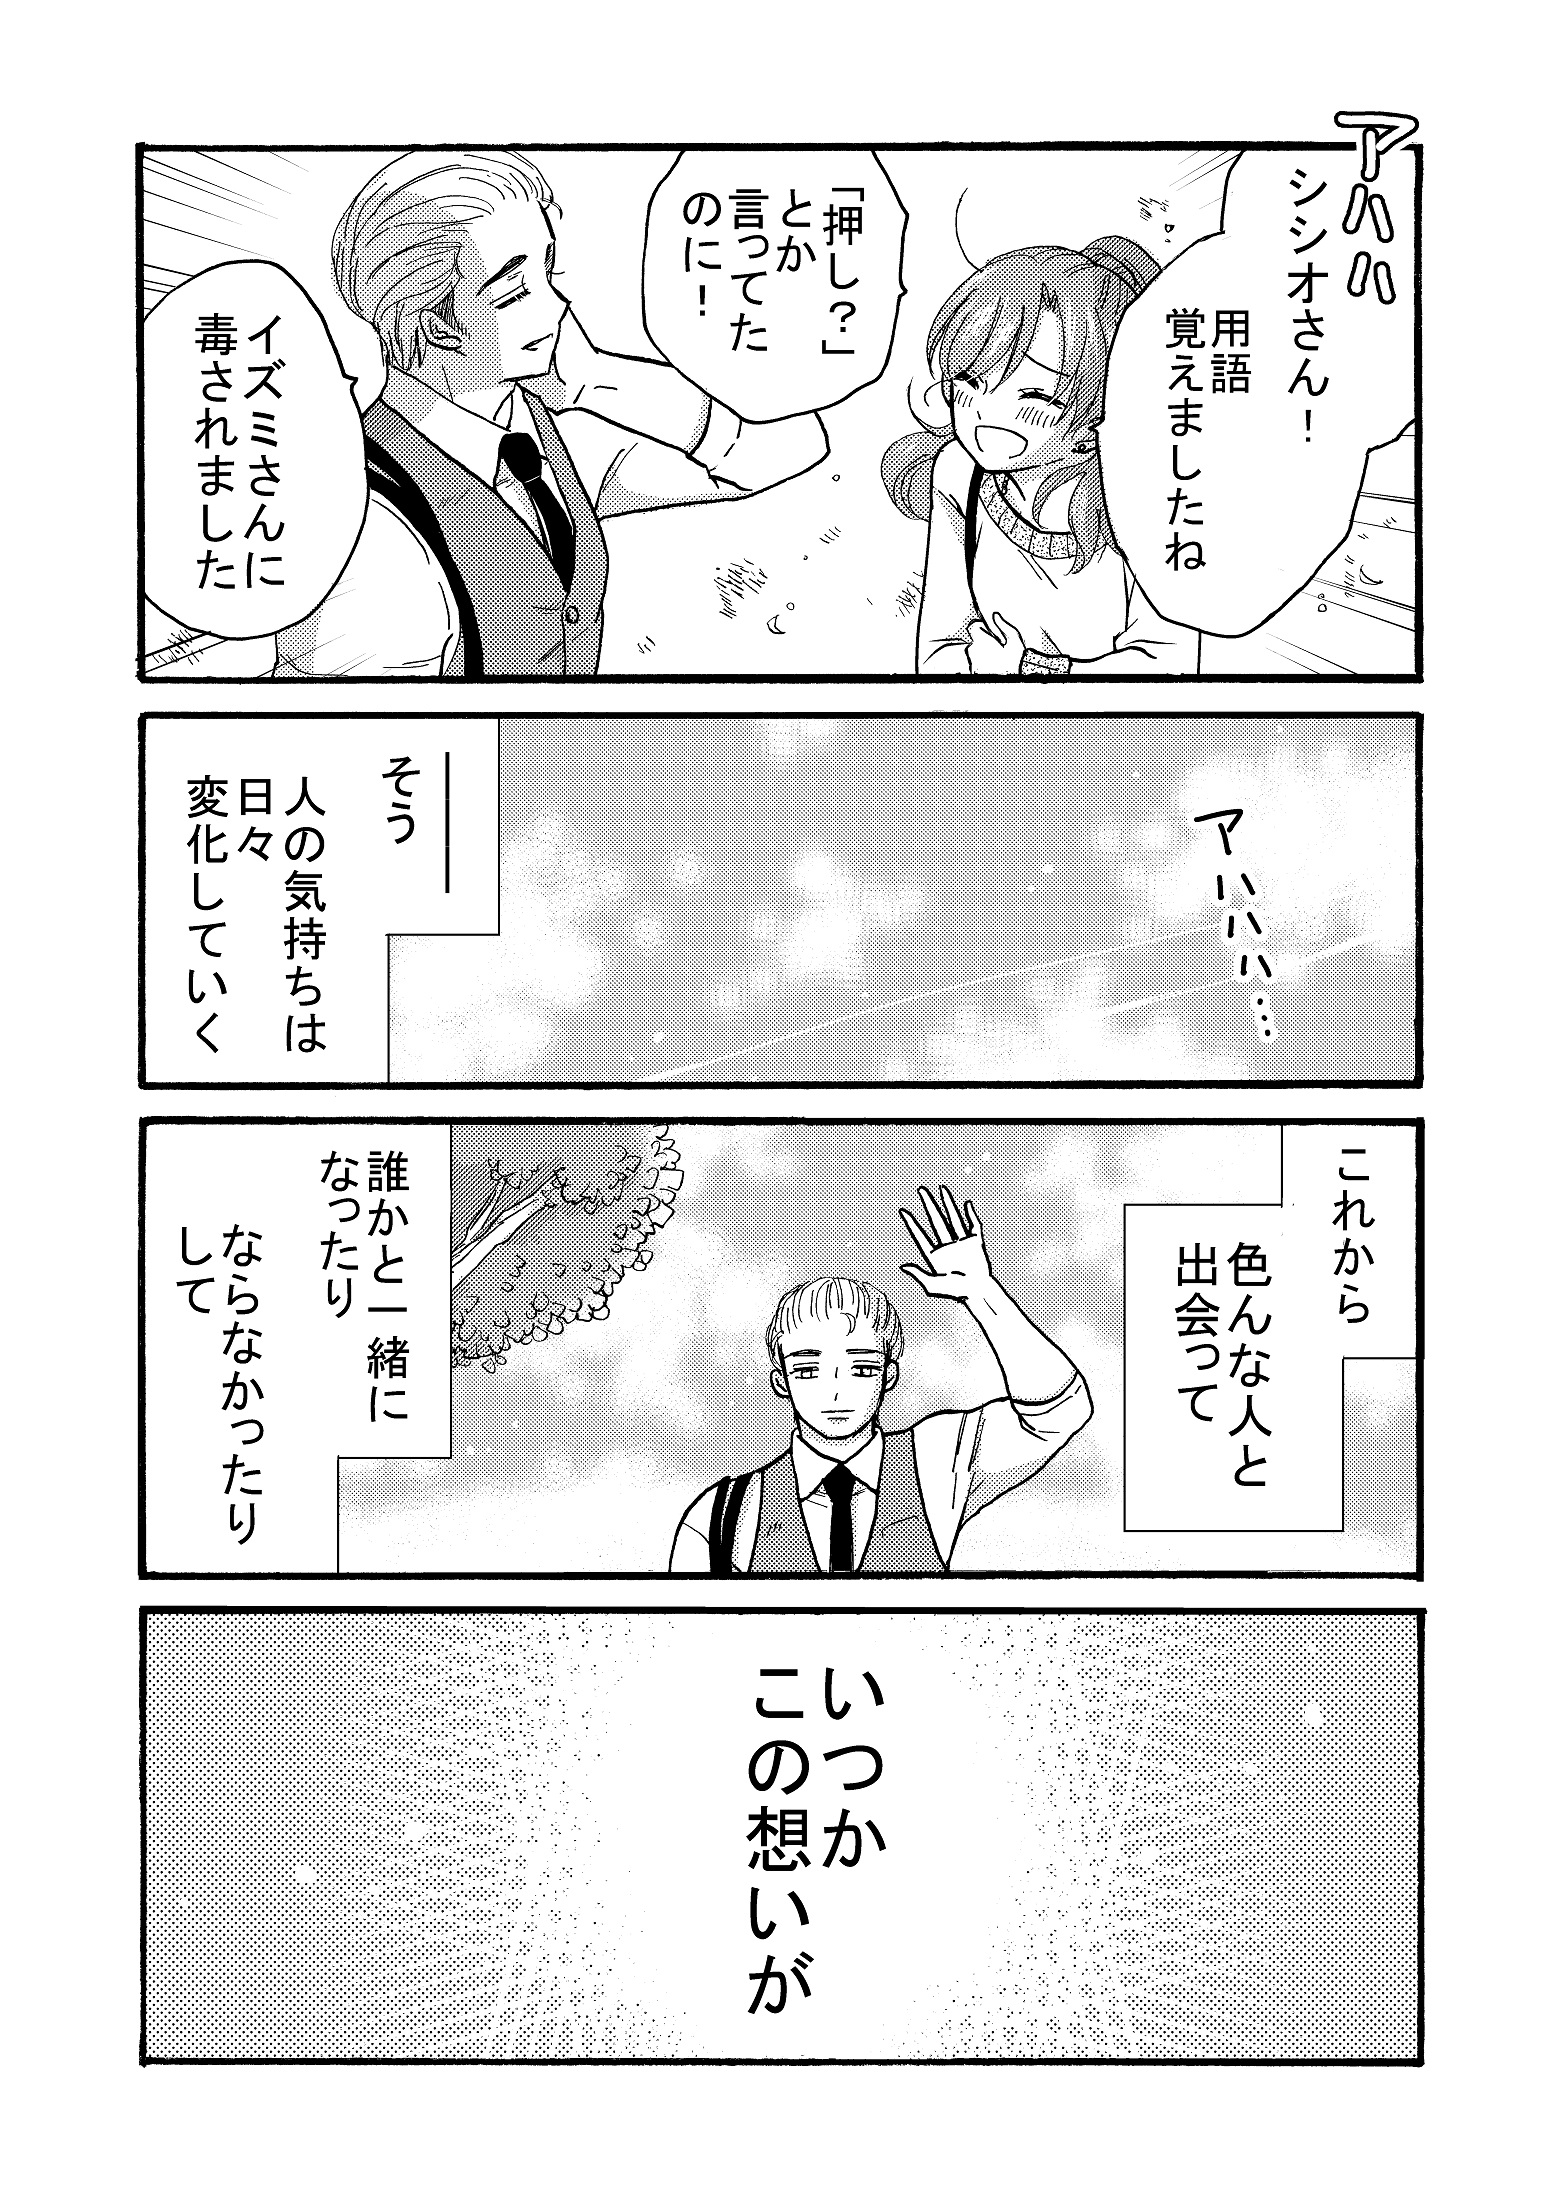 アハハ
シシオさん！
用語
覚えましたね
「押し？」
とか
言ってた
のに！
イズミさんに
毒されました
アハハハ…
――
そう
人の気持ちは
日々
変化していく
これから
色んな人と
出会って
誰かと一緒に
なったり
ならなかったり
して
いつか
この想いが